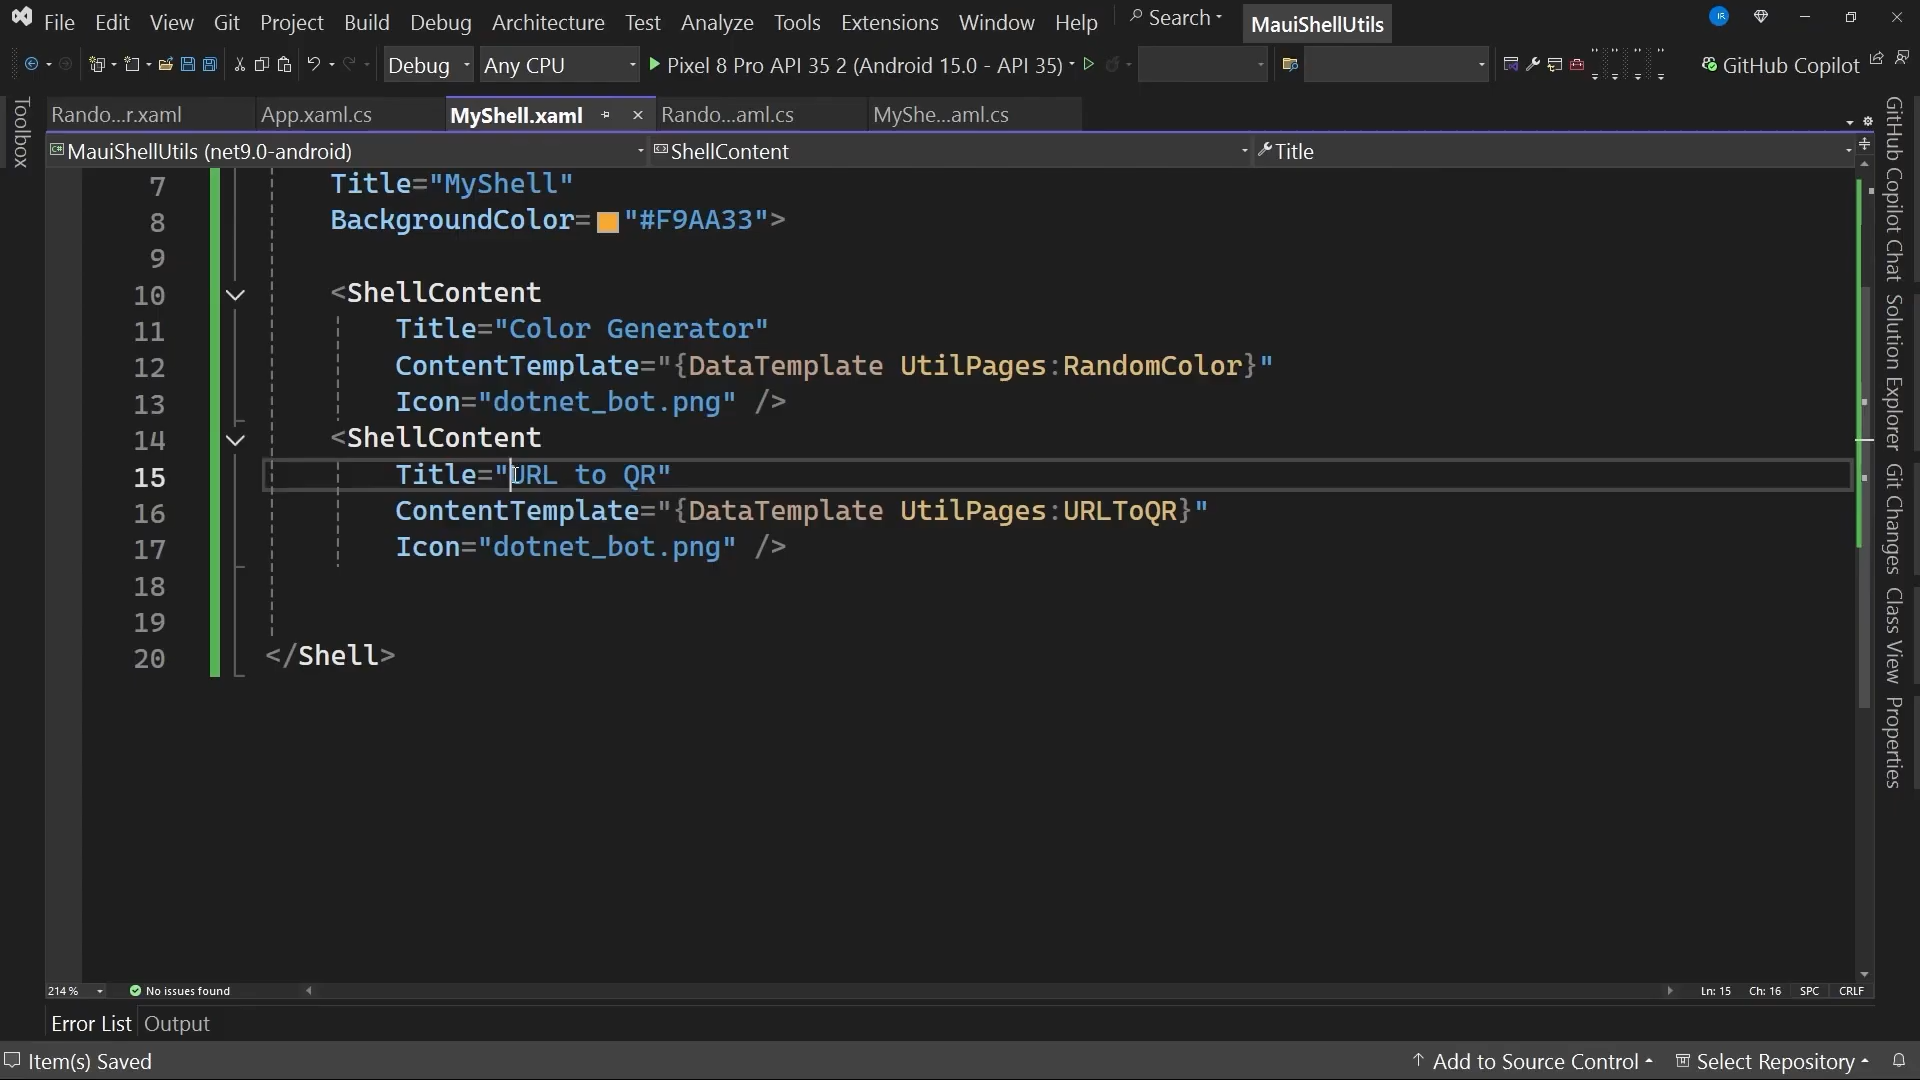 File Edit View Git Project Build Debug Architecture Test Analyze Tools Extensions Window Help Search MauiShellUtils IR
Debug Any CPU Pixel 8 Pro API 35 2 (Android 15.0 - API 35) GitHub Copilot
Toolbox
Rando...r.xaml App.xaml.cs MyShell.xaml Rando...aml.cs MyShe...aml.cs
MauiShellUtils (net9.0-android) ShellContent Title
7 Title="MyShell"
8 BackgroundColor="#F9AA33">
9
10 <ShellContent
11 Title="Color Generator"
12 ContentTemplate="{DataTemplate UtilPages:RandomColor}"
13 Icon="dotnet_bot.png" />
14 <ShellContent
15 Title="URL to QR"
16 ContentTemplate="{DataTemplate UtilPages:URLToQR}"
17 Icon="dotnet_bot.png" />
18
19
20 </Shell>
GitHub Copilot Chat
Solution Explorer
Git Changes
Class View
Properties
214 % No issues found Ln: 15 Ch: 16 SPC CRLF
Error List Output
Item(s) Saved Add to Source Control Select Repository